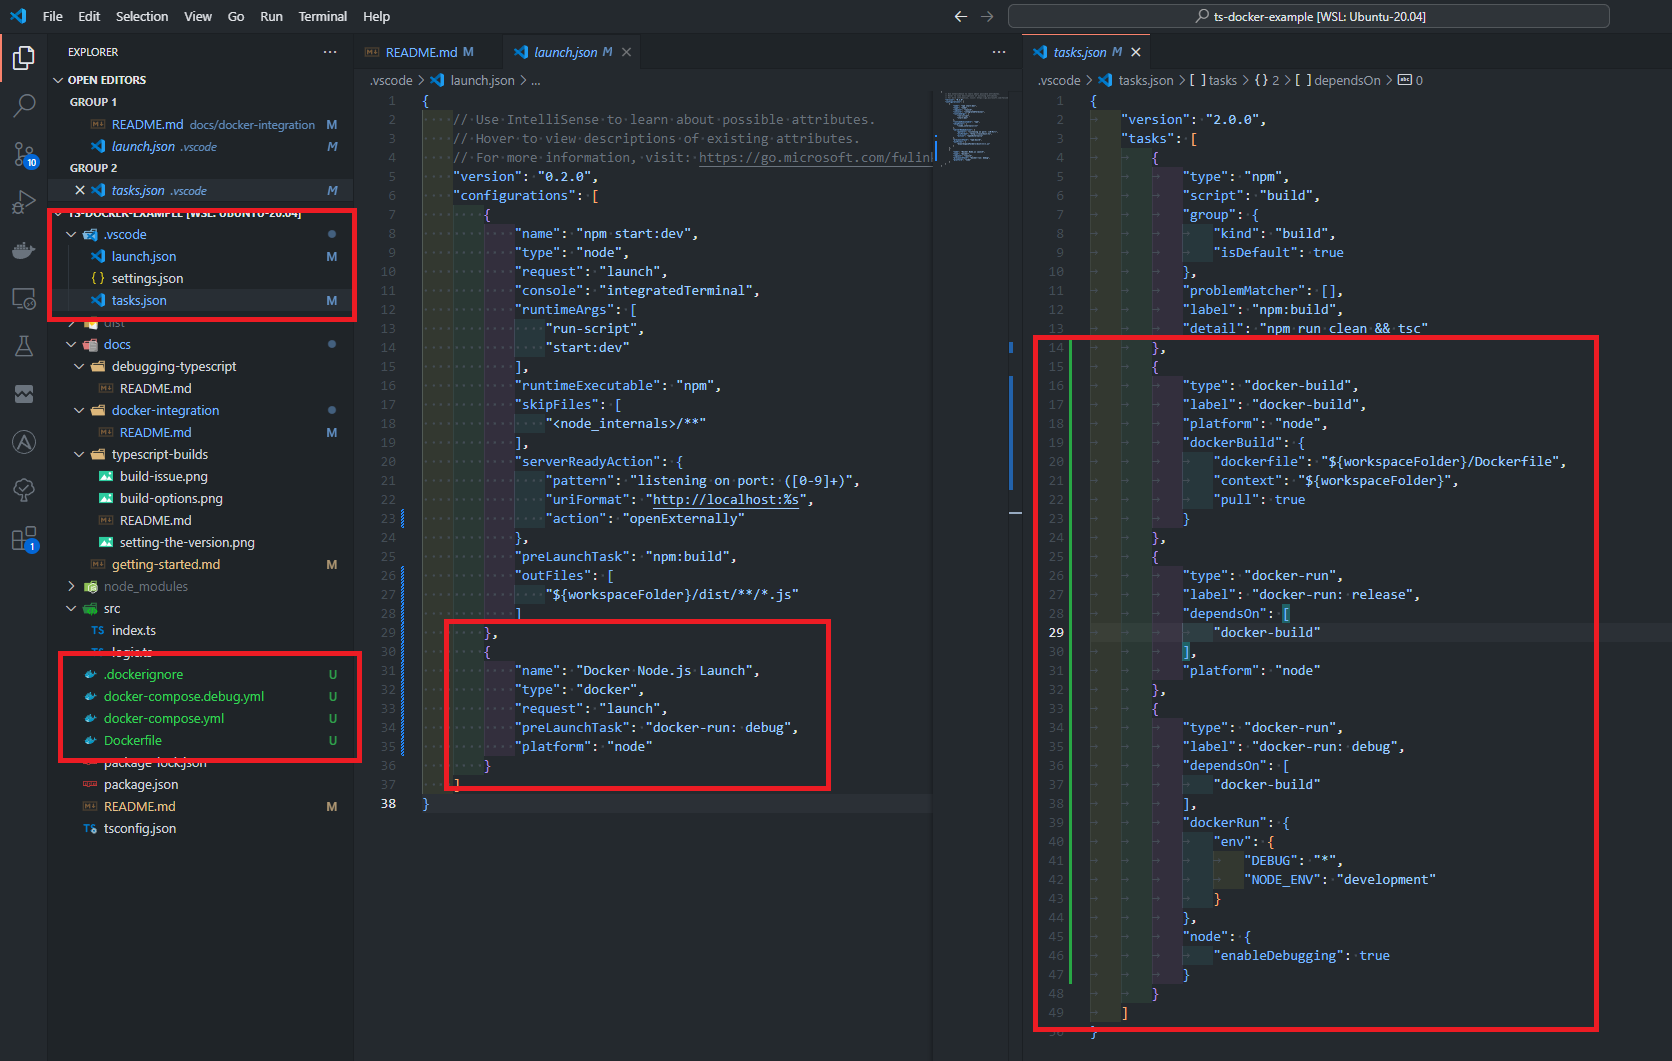 File Edit Selection View Go Run Terminal Help
ts-docker-example [WSL: Ubuntu-20.04]
EXPLORER
OPEN EDITORS
GROUP 1
README.md docs/docker-integration M
launch.json .vscode M
GROUP 2
tasks.json .vscode M
TS-DOCKER-EXAMPLE [WSL: UBUNTU-20.04]
.vscode
launch.json M
settings.json
tasks.json M
dist
docs
debugging-typescript
README.md
docker-integration
README.md M
typescript-builds
build-issue.png
build-options.png
README.md
setting-the-version.png
getting-started.md M
node_modules
src
index.ts
logic.ts
.dockerignore U
docker-compose.debug.yml U
docker-compose.yml U
Dockerfile U
package-lock.json
package.json
README.md M
tsconfig.json
10
1
README.md M
launch.json M
.vscode > launch.json > ...
1 {
2 // Use IntelliSense to learn about possible attributes.
3 // Hover to view descriptions of existing attributes.
4 // For more information, visit: https://go.microsoft.com/fwlin
5 "version": "0.2.0",
6 "configurations": [
7 {
8 "name": "npm start:dev",
9 "type": "node",
10 "request": "launch",
11 "console": "integratedTerminal",
12 "runtimeArgs": [
13 "run-script",
14 "start:dev"
15 ],
16 "runtimeExecutable": "npm",
17 "skipFiles": [
18 "<node_internals>/**"
19 ],
20 "serverReadyAction": {
21 "pattern": "listening on port: ([0-9]+)",
22 "uriFormat": "http://localhost:%s",
23 "action": "openExternally"
24 },
25 "preLaunchTask": "npm:build",
26 "outFiles": [
27 "${workspaceFolder}/dist/**/*.js"
28 ]
29 },
30 {
31 "name": "Docker Node.js Launch",
32 "type": "docker",
33 "request": "launch",
34 "preLaunchTask": "docker-run: debug",
35 "platform": "node"
36 }
37 ]
38 }
tasks.json M
.vscode > tasks.json > [ ] tasks > {} 2 > [ ] dependsOn > abc 0
1 {
2 "version": "2.0.0",
3 "tasks": [
4 {
5 "type": "npm",
6 "script": "build",
7 "group": {
8 "kind": "build",
9 "isDefault": true
10 },
11 "problemMatcher": [],
12 "label": "npm:build",
13 "detail": "npm run clean && tsc"
14 },
15 {
16 "type": "docker-build",
17 "label": "docker-build",
18 "platform": "node",
19 "dockerBuild": {
20 "dockerfile": "${workspaceFolder}/Dockerfile",
21 "context": "${workspaceFolder}",
22 "pull": true
23 }
24 },
25 {
26 "type": "docker-run",
27 "label": "docker-run: release",
28 "dependsOn": [
29 "docker-build"
30 ],
31 "platform": "node"
32 },
33 {
34 "type": "docker-run",
35 "label": "docker-run: debug",
36 "dependsOn": [
37 "docker-build"
38 ],
39 "dockerRun": {
40 "env": {
41 "DEBUG": "*",
42 "NODE_ENV": "development"
43 }
44 },
45 "node": {
46 "enableDebugging": true
47 }
48 }
49 ]
50 }